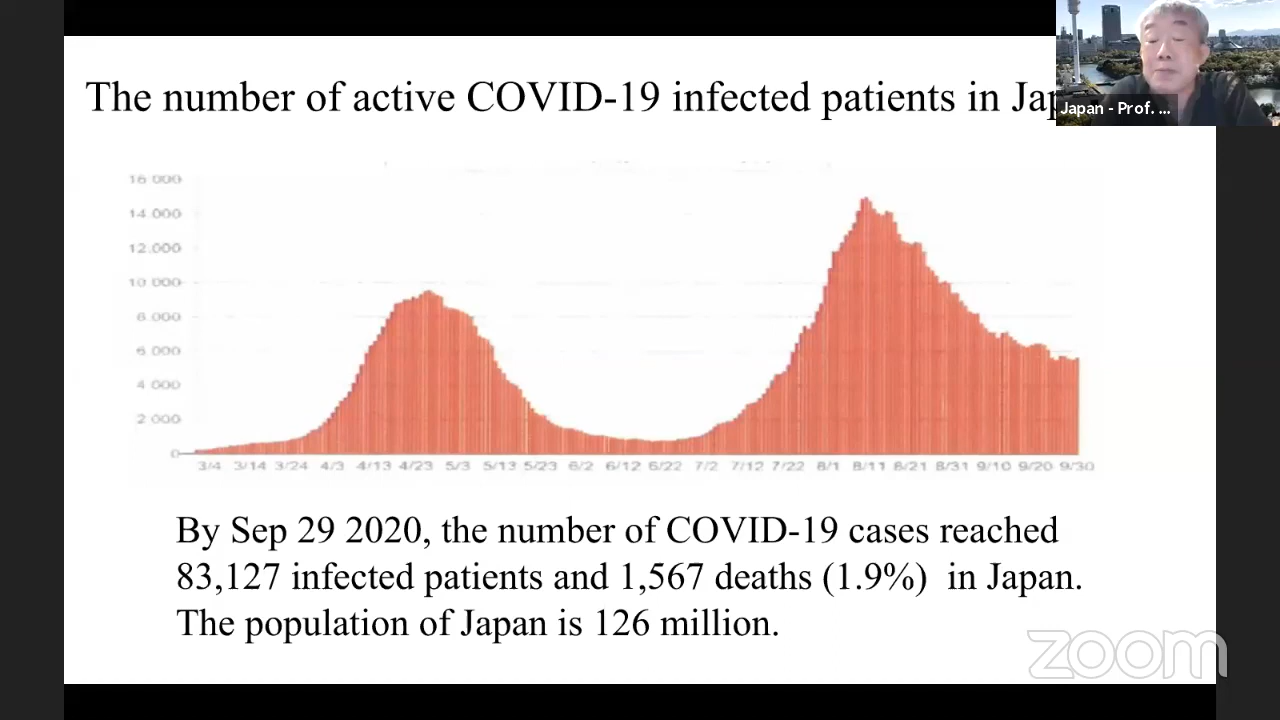 The number of active COVID-19 infected patients in Jap
Japan - Prof. ...
16 000
14 000
12.000
10 000
8.000
6 000
4 000
2 000
0
3/4 3/14 3/24 4/3 4/13 4/23 5/3 5/13 5/23 6/2 6/12 6/22 7/2 7/12 7/22 8/1 8/11 8/21 8/31 9/10 9/20 9/30
By Sep 29 2020, the number of COVID-19 cases reached
83,127 infected patients and 1,567 deaths (1.9%) in Japan.
The population of Japan is 126 million.
zoom